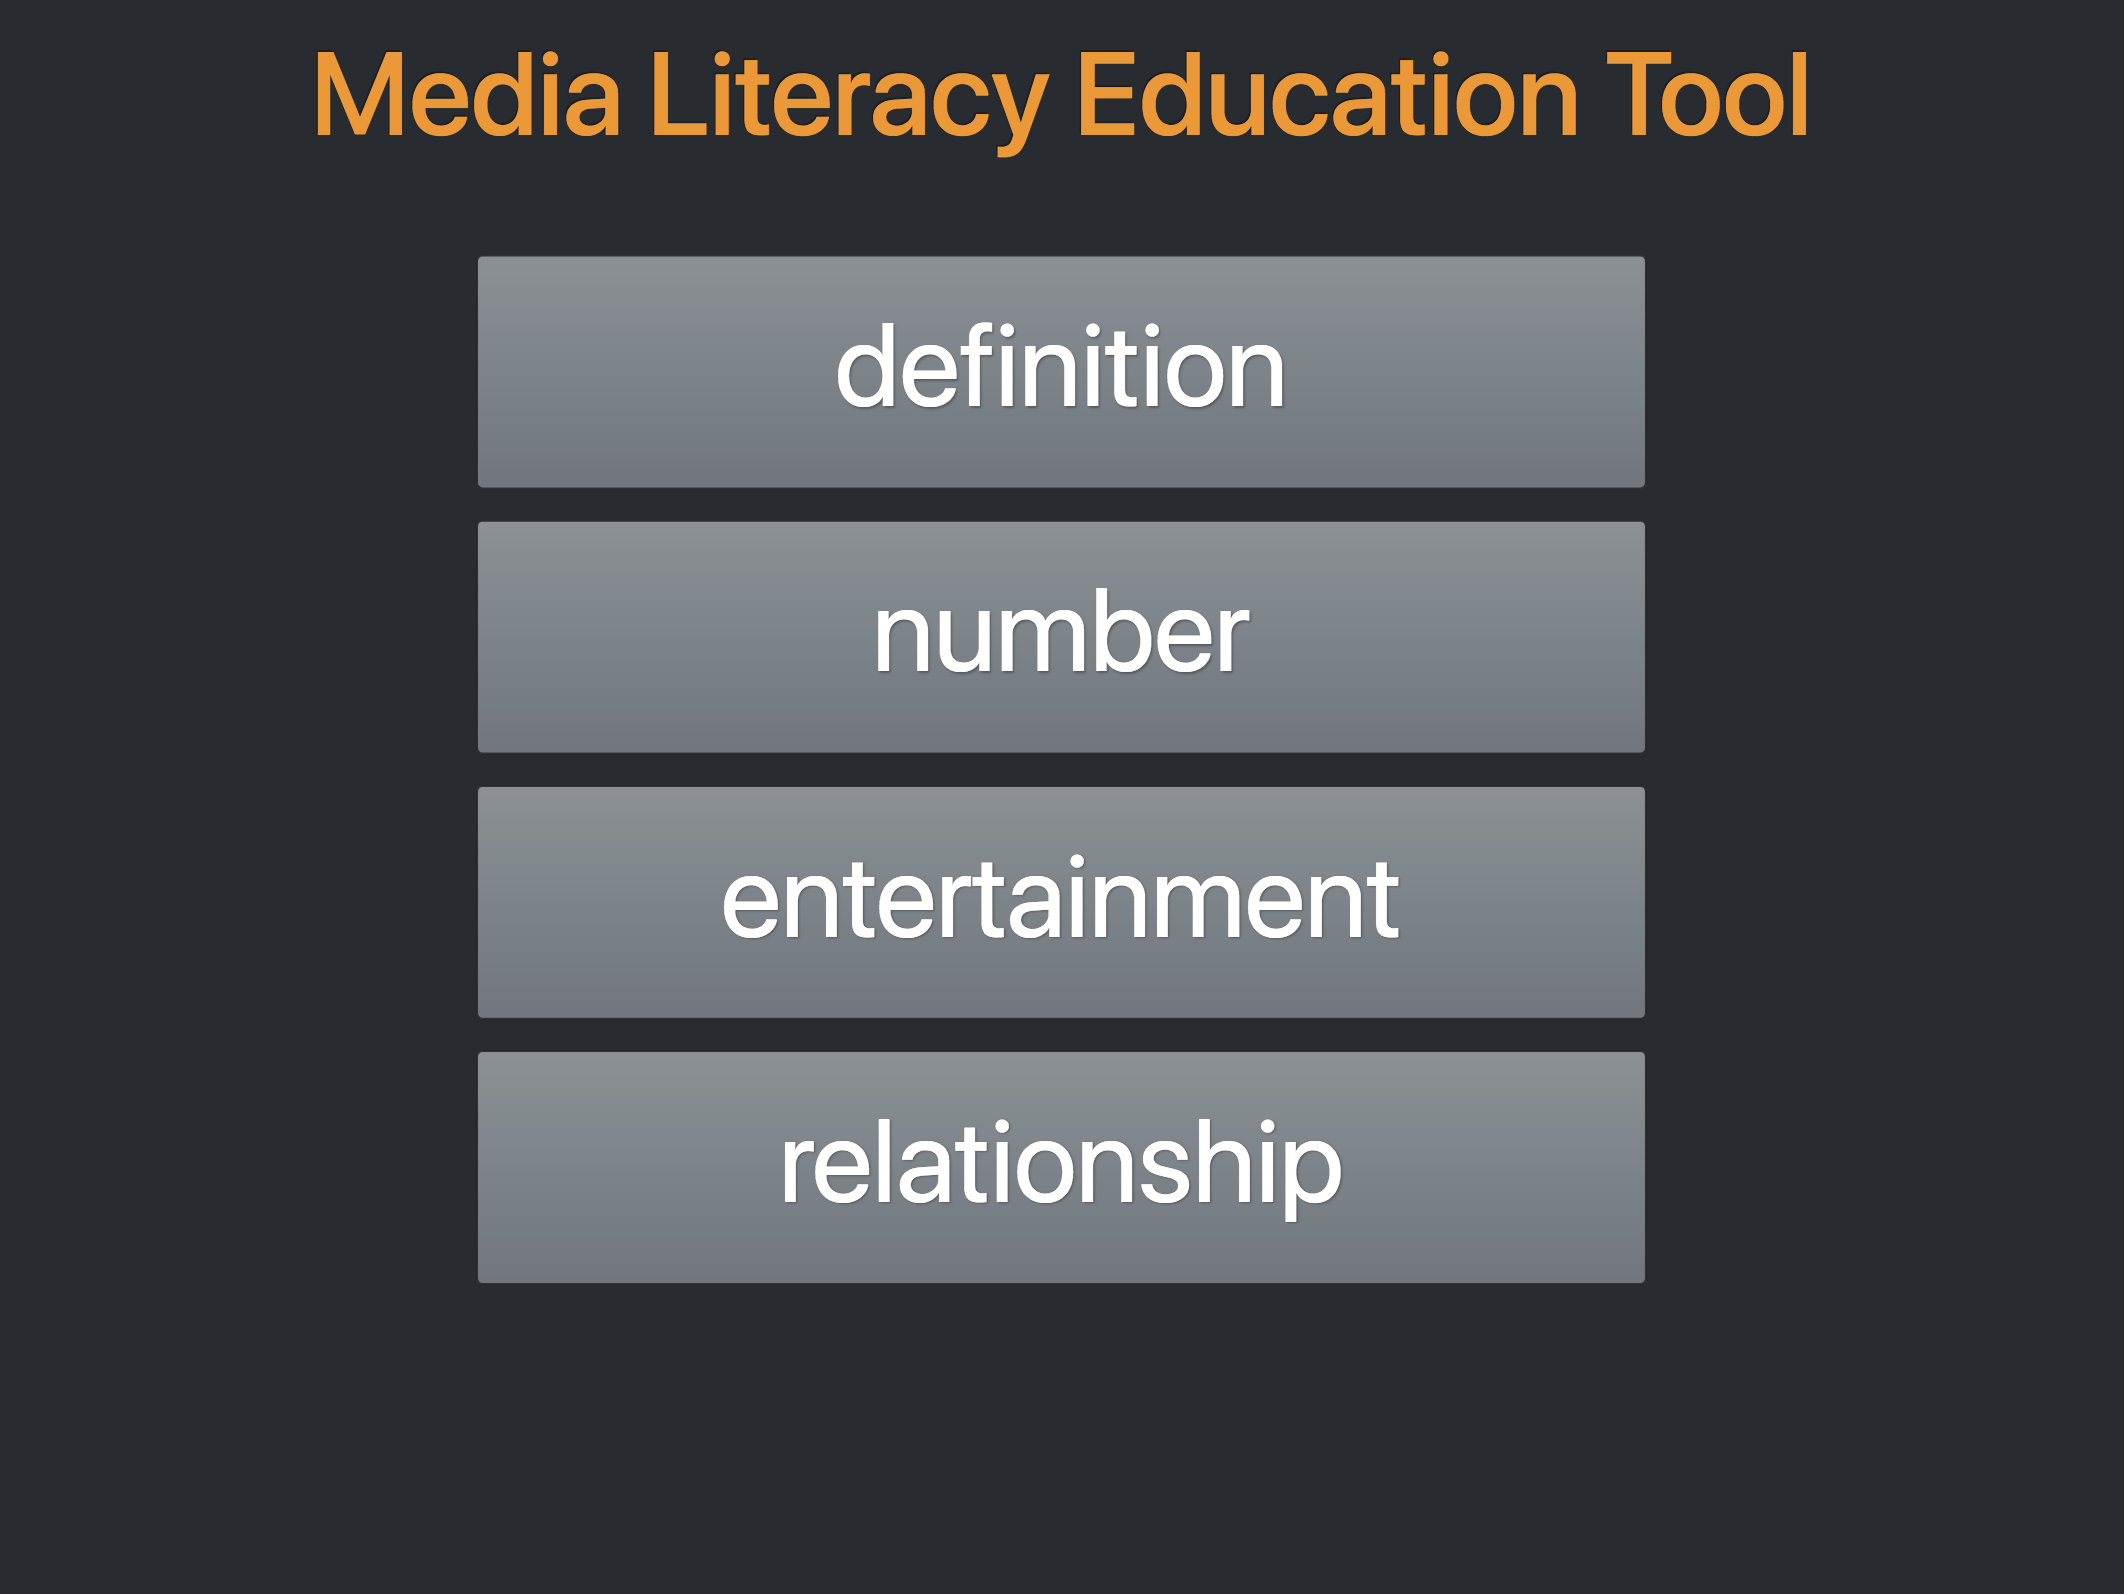 Media Literacy Education Tool
definition
number
entertainment
relationship